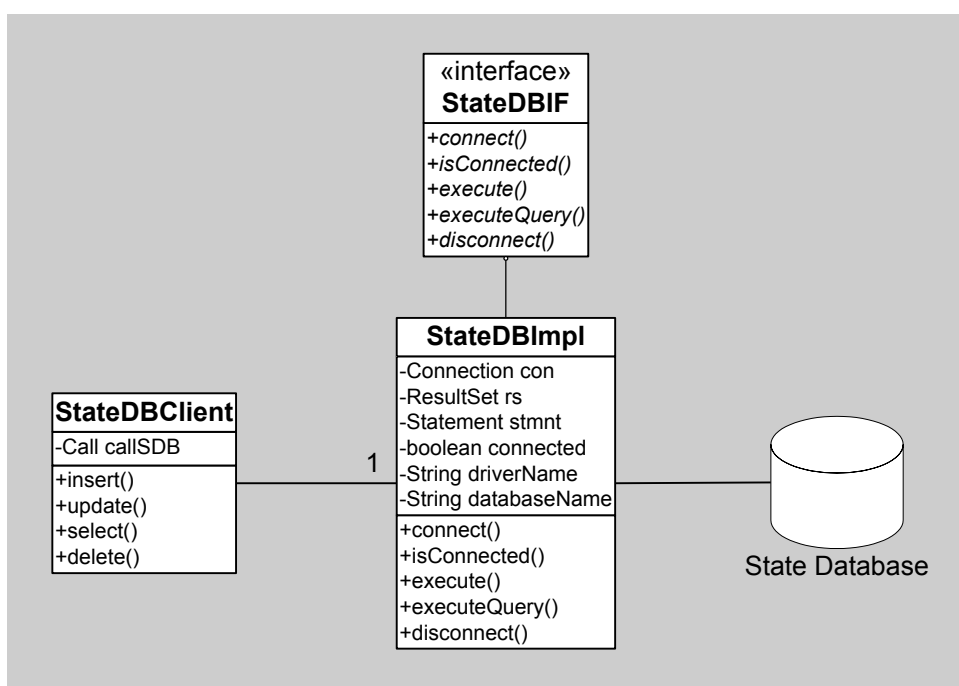 «interface»
StateDBIF
+connect()
+isConnected()
+execute()
+executeQuery()
+disconnect()
StateDBImpl
-Connection con
-ResultSet rs
-Statement stmnt
-boolean connected
-String driverName
-String databaseName
+connect()
+isConnected()
+execute()
+executeQuery()
+disconnect()
StateDBClient
-Call callSDB
+insert()
+update()
+select()
+delete()
1
State Database